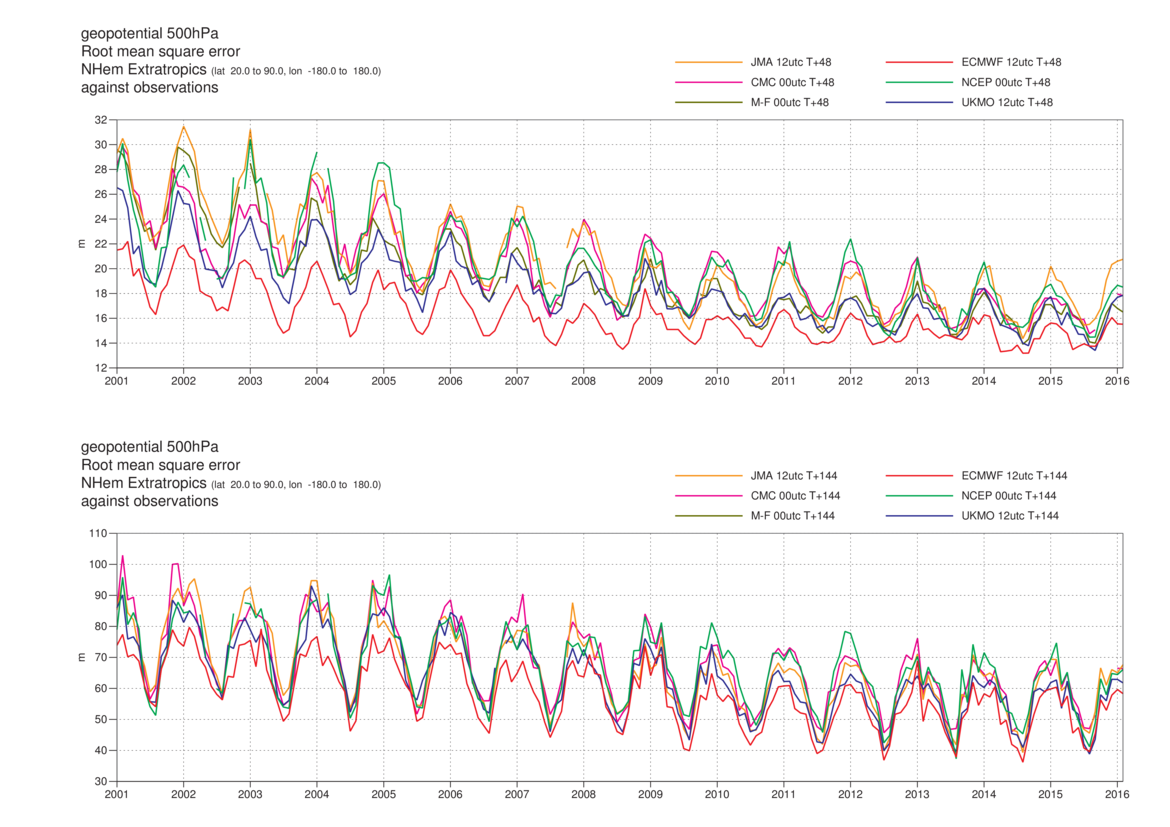 geopotential 500hPa
Root mean square error
NHem Extratropics (lat 20.0 to 90.0, lon -180.0 to 180.0)
against observations
JMA 12utc T+48
ECMWF 12utc T+48
CMC 00utc T+48
NCEP 00utc T+48
M-F 00utc T+48
UKMO 12utc T+48
32
30
28
26
24
22
20
18
16
14
12
m
2001 2002 2003 2004 2005 2006 2007 2008 2009 2010 2011 2012 2013 2014 2015 2016
geopotential 500hPa
Root mean square error
NHem Extratropics (lat 20.0 to 90.0, lon -180.0 to 180.0)
against observations
JMA 12utc T+144
ECMWF 12utc T+144
CMC 00utc T+144
NCEP 00utc T+144
M-F 00utc T+144
UKMO 12utc T+144
110
100
90
80
70
60
50
40
30
m
2001 2002 2003 2004 2005 2006 2007 2008 2009 2010 2011 2012 2013 2014 2015 2016